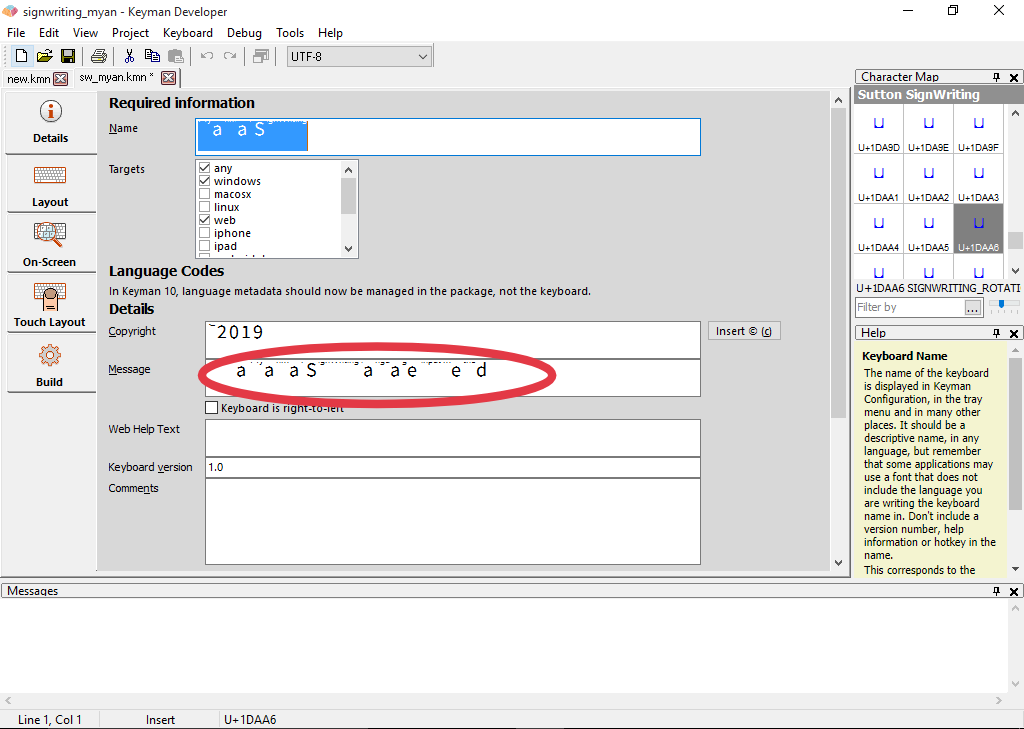 signwriting_myan - Keyman Developer
File Edit View Project Keyboard Debug Tools Help
UTF-8
new.kmn sw_myan.kmn *
Details
Layout
On-Screen
Touch Layout
Build
Required information
Name
a aS
Targets
any
windows
macosx
linux
web
iphone
ipad
Language Codes
In Keyman 10, language metadata should now be managed in the package, not the keyboard.
Details
Copyright
2019
Insert © (c)
Message
a a aS a ae e d
Keyboard is right-to-left
Web Help Text
Keyboard version
1.0
Comments
Character Map
Sutton SignWriting
U+1DA9D U+1DA9E U+1DA9F
U+1DAA1 U+1DAA2 U+1DAA3
U+1DAA4 U+1DAA5 U+1DAA6
U+1DAA6 SIGNWRITING_ROTATI
Filter by
...
Help
Keyboard Name
The name of the keyboard
is displayed in Keyman
Configuration, in the tray
menu and in many other
places. It should be a
descriptive name, in any
language, but remember
that some applications may
use a font that does not
include the language you
are writing the keyboard
name in. Don't include a
version number, help
information or hotkey in the
name.
This corresponds to the
Messages
Line 1, Col 1 Insert U+1DAA6